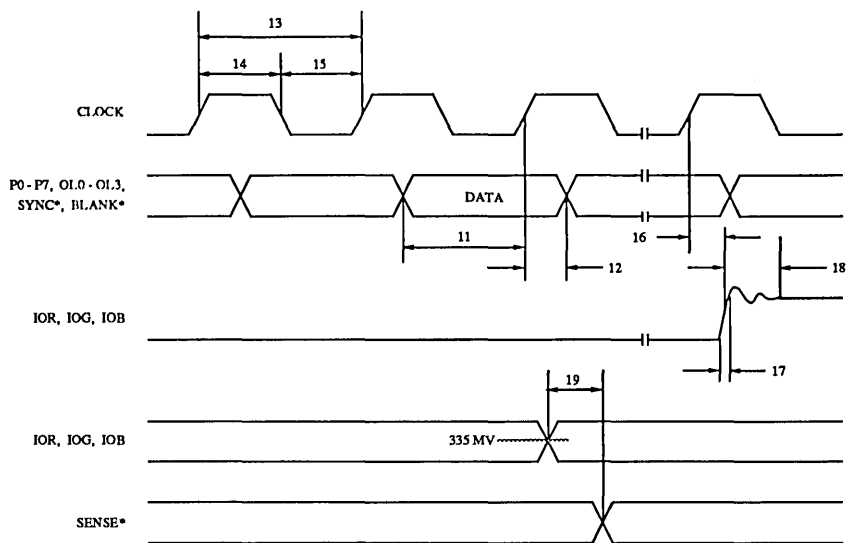 13
14
15
CLOCK
P0 - P7, OL0 - OL3,
SYNC*, BLANK*
DATA
11
12
16
18
IOR, IOG, IOB
17
19
IOR, IOG, IOB
335 MV
SENSE*